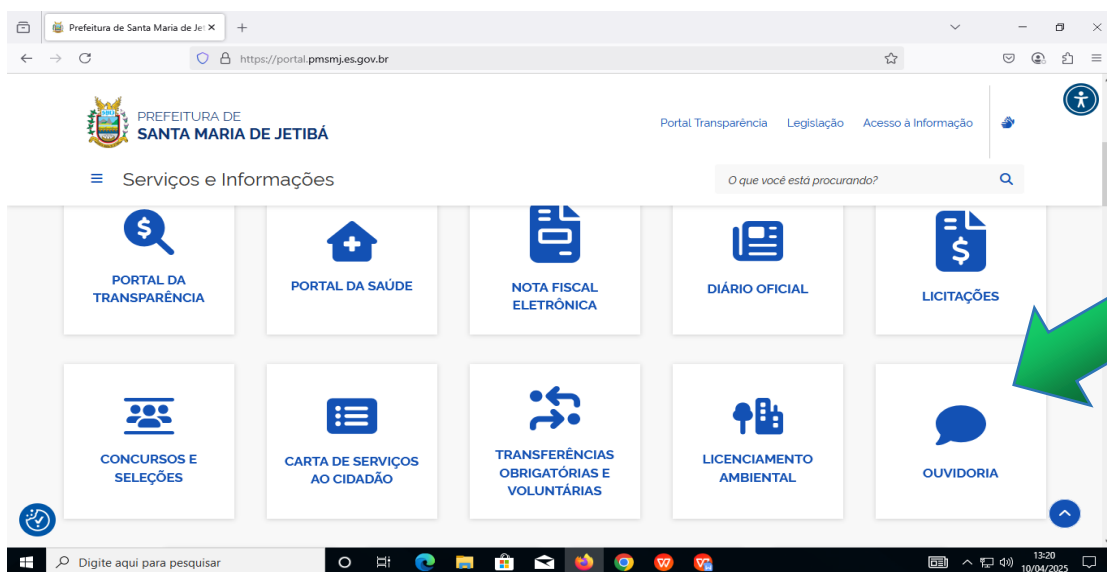 Prefeitura de Santa Maria de Jet
https://portal.pmsmj.es.gov.br
PREFEITURA DE
SANTA MARIA DE JETIBÁ
Portal Transparência Legislação Acesso à Informação
Serviços e Informações
O que você está procurando?
PORTAL DA
TRANSPARÊNCIA
PORTAL DA SAÚDE
NOTA FISCAL
ELETRÔNICA
DIÁRIO OFICIAL
LICITAÇÕES
CONCURSOS E
SELEÇÕES
CARTA DE SERVIÇOS
AO CIDADÃO
TRANSFERÊNCIAS
OBRIGATÓRIAS E
VOLUNTÁRIAS
LICENCIAMENTO
AMBIENTAL
OUVIDORIA
Digite aqui para pesquisar
13:20
10/04/2025